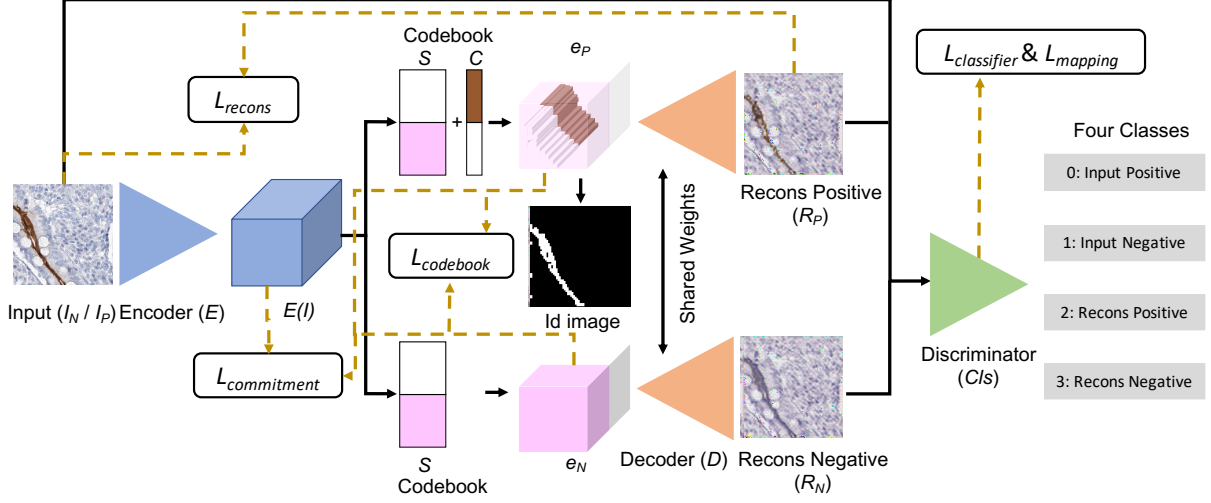 Codebook
S
C
+
e_P
L_recons
L_classifier & L_mapping
Four Classes
0: Input Positive
1: Input Negative
2: Recons Positive
3: Recons Negative
Recons Positive
(R_P)
Shared Weights
L_codebook
Input (I_N / I_P)
Encoder (E)
E(I)
Id image
L_commitment
Discriminator
(Cls)
S
Codebook
e_N
Decoder (D)
Recons Negative
(R_N)